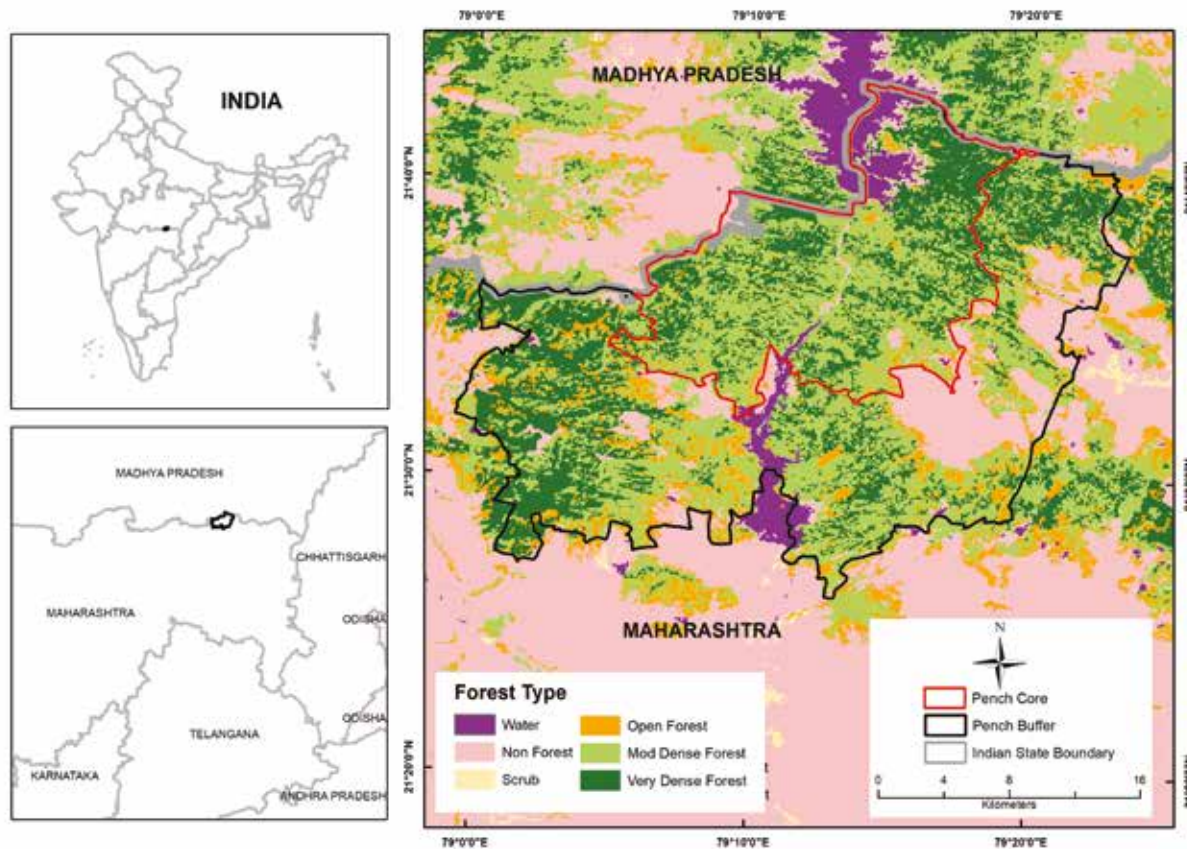 INDIA
MADHYA PRADESH
CHHATTISGARH
MAHARASHTRA
ODISHA
ODISHA
TELANGANA
KARNATAKA
ANDHRA PRADESH
79°0'0"E 79°10'0"E 79°20'0"E
MADHYA PRADESH
21°40'0"N
21°30'0"N
21°20'0"N
MAHARASHTRA
Forest Type
Water
Non Forest
Scrub
Open Forest
Mod Dense Forest
Very Dense Forest
N
Pench Core
Pench Buffer
Indian State Boundary
0 4 8 16
Kilometers
79°0'0"E 79°10'0"E 79°20'0"E